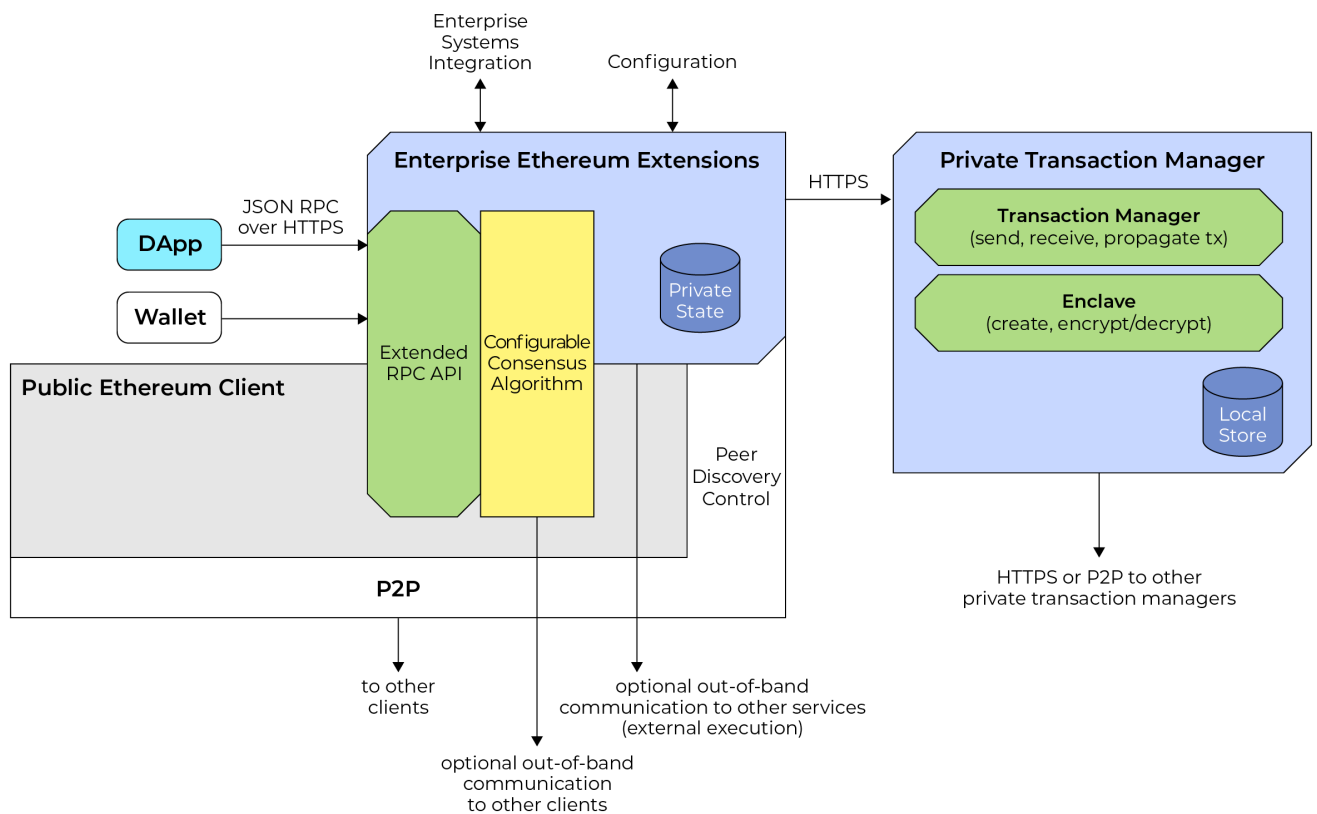 Enterprise
Systems
Integration
Configuration
Enterprise Ethereum Extensions
Private Transaction Manager
HTTPS
JSON RPC
over HTTPS
DApp
Wallet
Transaction Manager
(send, receive, propagate tx)
Enclave
(create, encrypt/decrypt)
Private
State
Extended
RPC API
Configurable
Consensus
Algorithm
Public Ethereum Client
Local
Store
Peer
Discovery
Control
P2P
HTTPS or P2P to other
private transaction managers
to other
clients
optional out-of-band
communication to other services
(external execution)
optional out-of-band
communication
to other clients